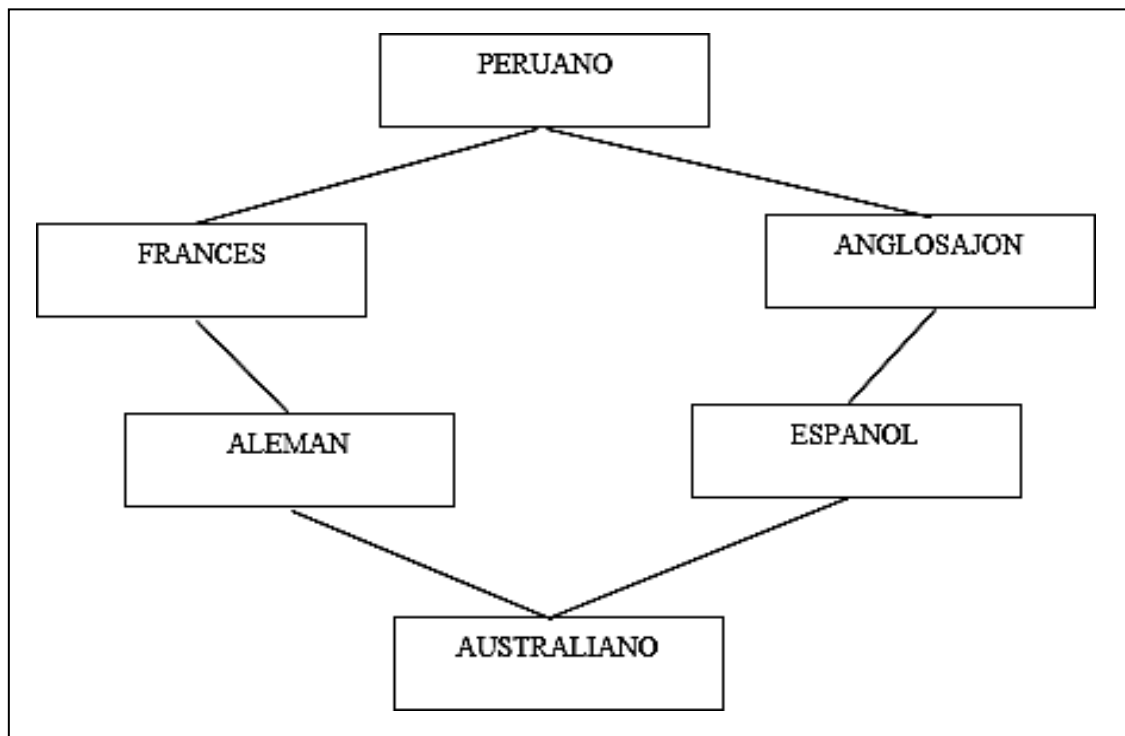 PERUANO
FRANCES
ANGLOSAJON
ALEMAN
ESPANOL
AUSTRALIANO